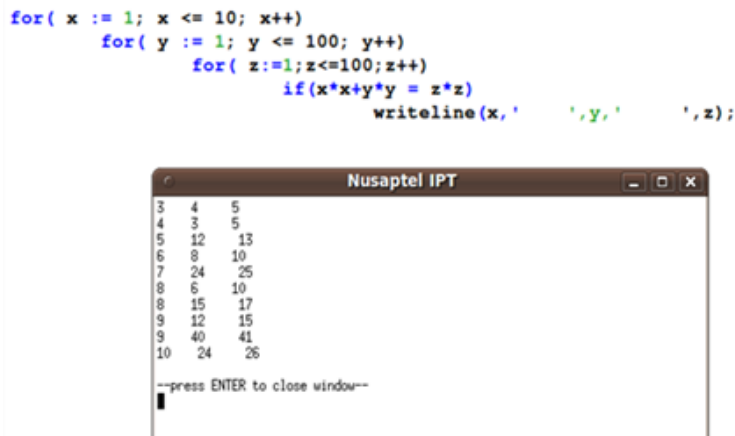 for( x := 1; x <= 10; x++)
for( y := 1; y <= 100; y++)
for( z:=1;z<=100;z++)
if(x*x+y*y = z*z)
writeline(x,'     ',y,'     ',z);
Nusaptel IPT
3 4 5
4 3 5
5 12 13
6 8 10
7 24 25
8 6 10
8 15 17
9 12 15
9 40 41
10 24 26
--press ENTER to close window--